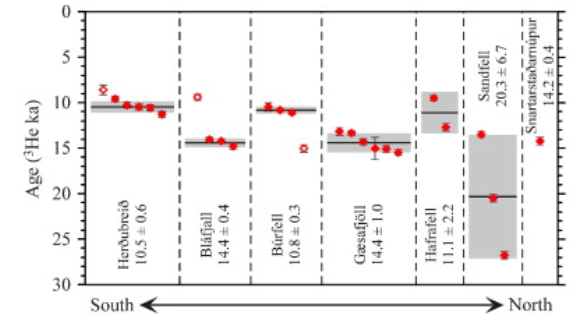 0
5
10
15
20
25
30
Age (³He ka)
Herðubreið
10.5 ± 0.6
Bláfjall
14.4 ± 0.4
Búrfell
10.8 ± 0.3
Gæsafjöll
14.4 ± 1.0
Hafrafell
11.1 ± 2.2
Sandfell
20.3 ± 6.7
Snartarstaðarnúpur
14.2 ± 0.4
South
North